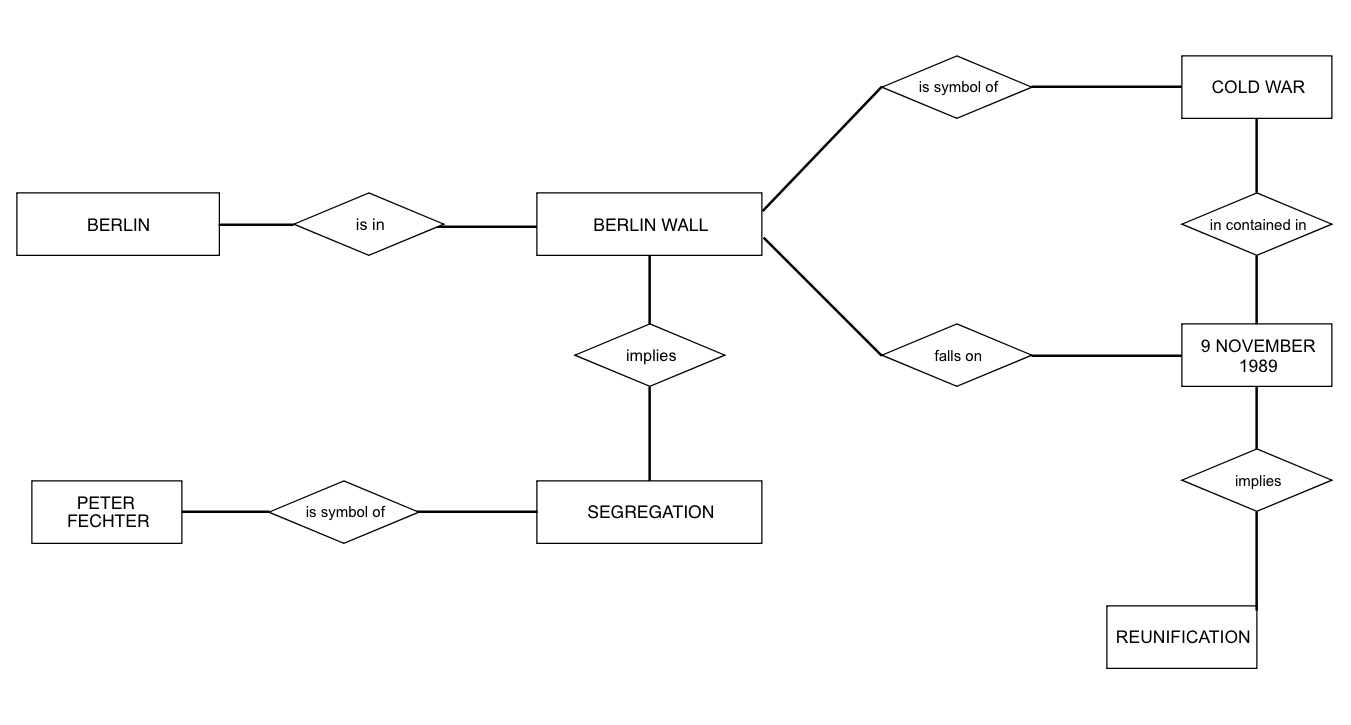 is symbol of
COLD WAR
BERLIN
is in
BERLIN WALL
in contained in
implies
falls on
9 NOVEMBER
1989
PETER
FECHTER
is symbol of
SEGREGATION
implies
REUNIFICATION